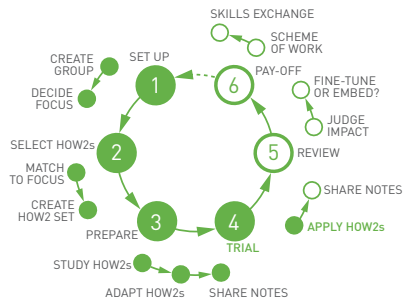 SKILLS EXCHANGE
SCHEME
OF WORK
CREATE
GROUP
SET UP
PAY-OFF
DECIDE
FOCUS
1
6
FINE-TUNE
OR EMBED?
JUDGE
IMPACT
SELECT HOW2s
2
5
REVIEW
MATCH
TO FOCUS
CREATE
HOW2 SET
SHARE NOTES
PREPARE
3
4
TRIAL
APPLY HOW2s
STUDY HOW2s
ADAPT HOW2s
SHARE NOTES